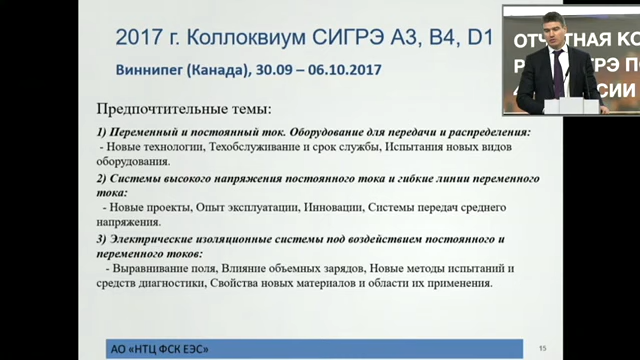 2017 г. Коллоквиум СИГРЭ А3, В4, D1
Виннипег (Канада), 30.09 – 06.10.2017
Предпочтительные темы:
1) Переменный и постоянный ток. Оборудование для передачи и распределения:
- Новые технологии, Техобслуживание и срок службы, Испытания новых видов
оборудования.
2) Системы высокого напряжения постоянного тока и гибкие линии переменного
тока:
- Новые проекты, Опыт эксплуатации, Инновации, Системы передач среднего
напряжения.
3) Электрические изоляционные системы под воздействием постоянного и
переменного токов:
- Выравнивание поля, Влияние объемных зарядов, Новые методы испытаний и
средств диагностики, Свойства новых материалов и области их применения.
АО «НТЦ ФСК ЕЭС»
15